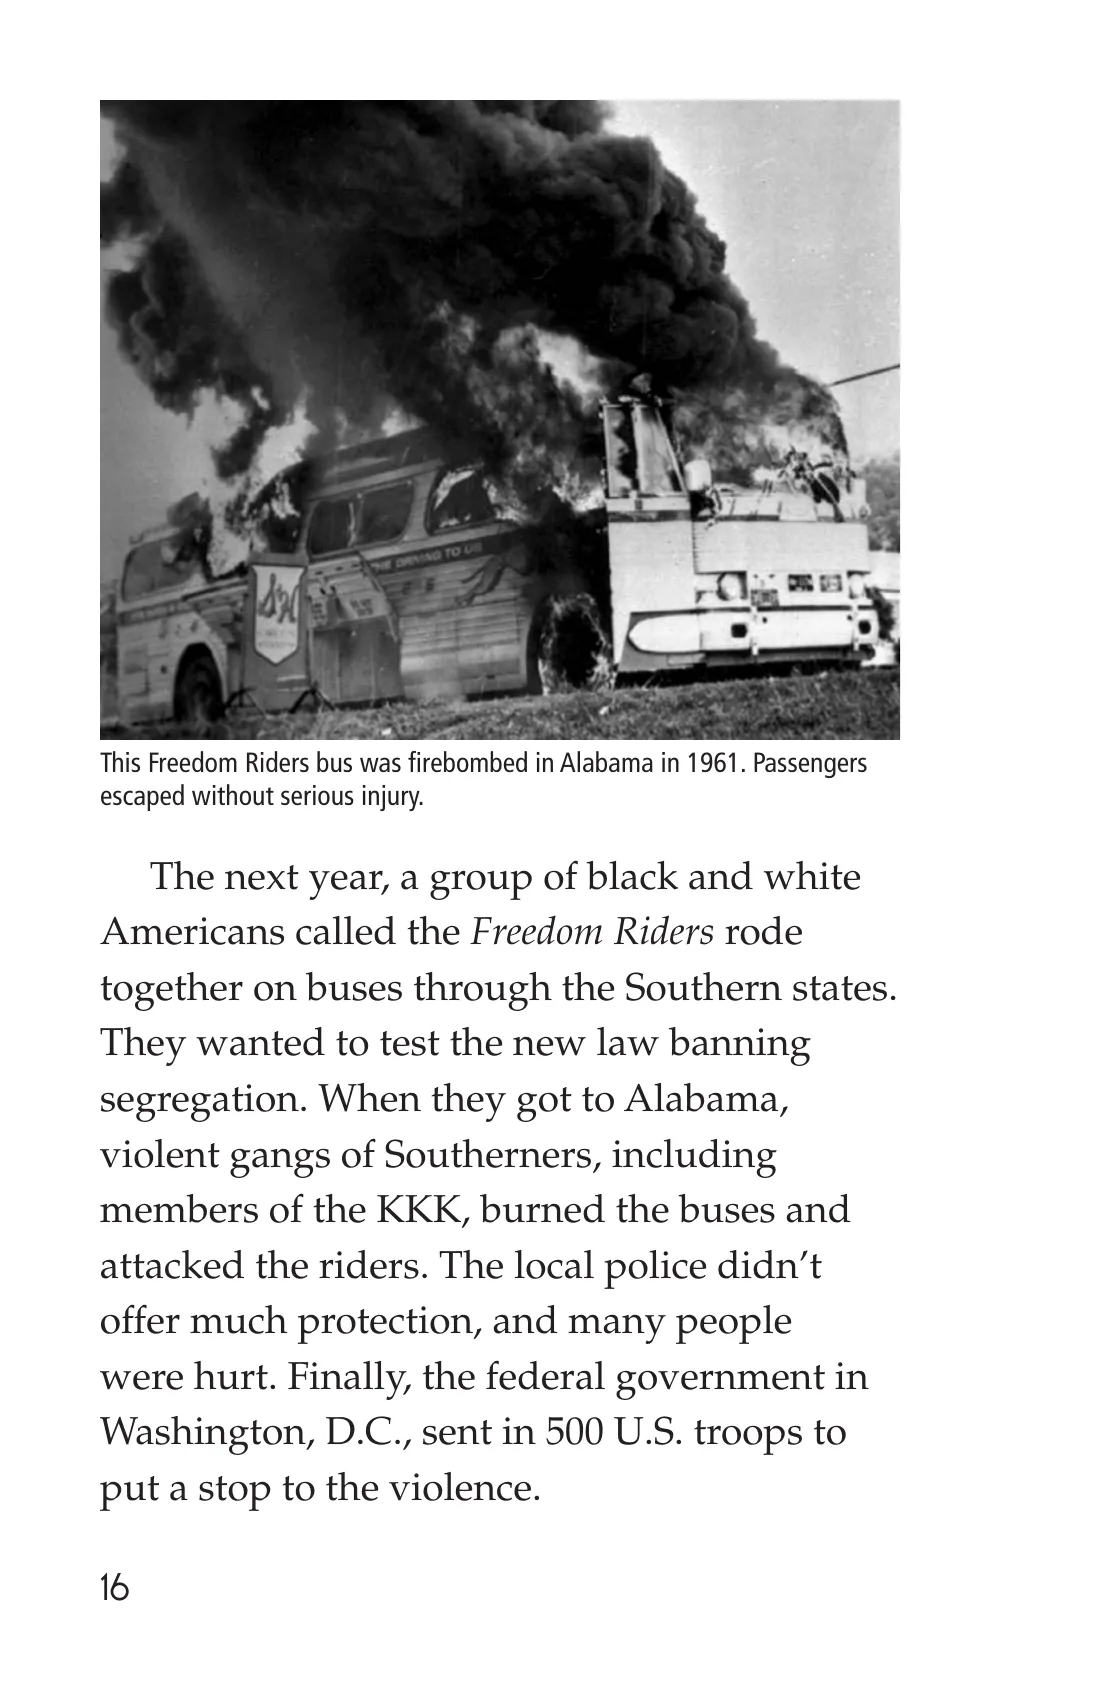 THE DRIVING TO US
This Freedom Riders bus was firebombed in Alabama in 1961. Passengers
escaped without serious injury.
The next year, a group of black and white
Americans called the Freedom Riders rode
together on buses through the Southern states.
They wanted to test the new law banning
segregation. When they got to Alabama,
violent gangs of Southerners, including
members of the KKK, burned the buses and
attacked the riders. The local police didn’t
offer much protection, and many people
were hurt. Finally, the federal government in
Washington, D.C., sent in 500 U.S. troops to
put a stop to the violence.
16